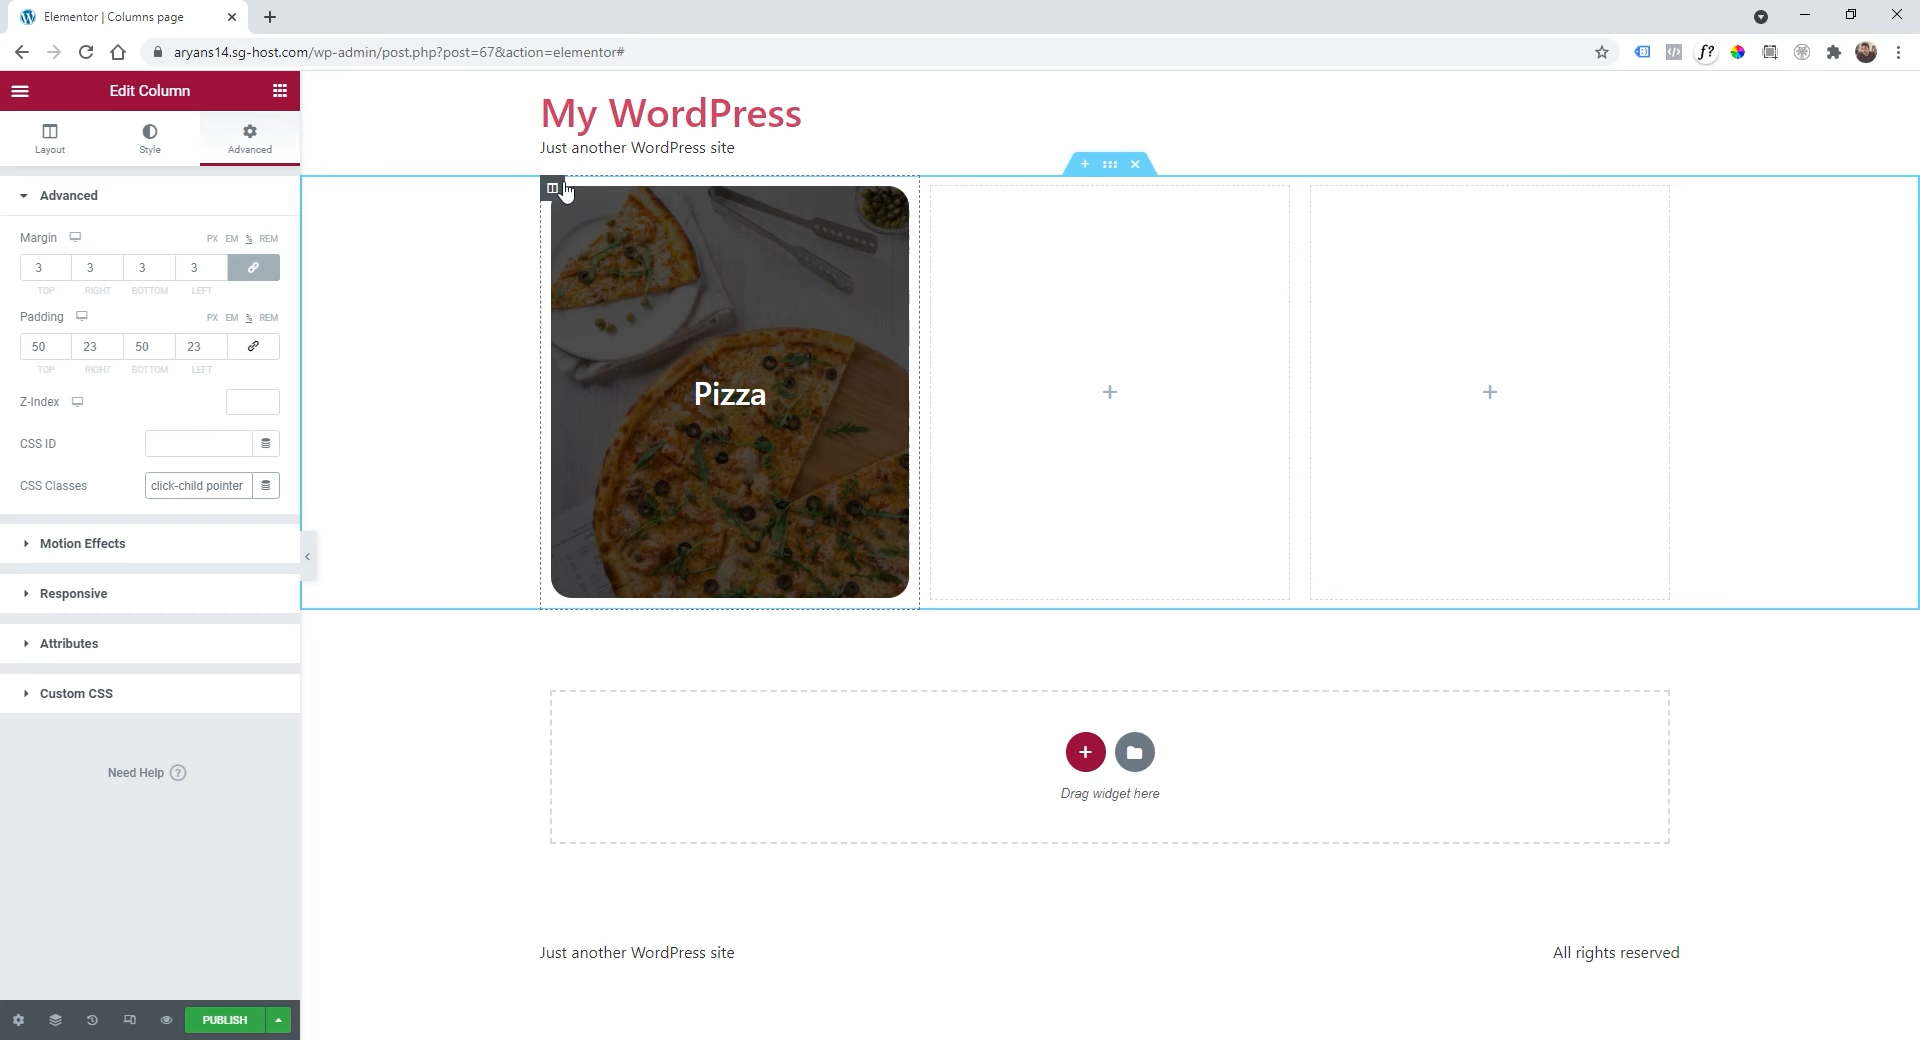 Elementor | Columns page
aryans14.sg-host.com/wp-admin/post.php?post=67&action=elementor#
f?
Edit Column
Layout
Style
Advanced
Advanced
Margin
PX EM % REM
3 3 3 3
TOP RIGHT BOTTOM LEFT
Padding
PX EM % REM
50 23 50 23
TOP RIGHT BOTTOM LEFT
Z-Index
CSS ID
CSS Classes click-child pointer
Motion Effects
Responsive
Attributes
Custom CSS
Need Help ?
PUBLISH
My WordPress
Just another WordPress site
Pizza
Drag widget here
Just another WordPress site
All rights reserved